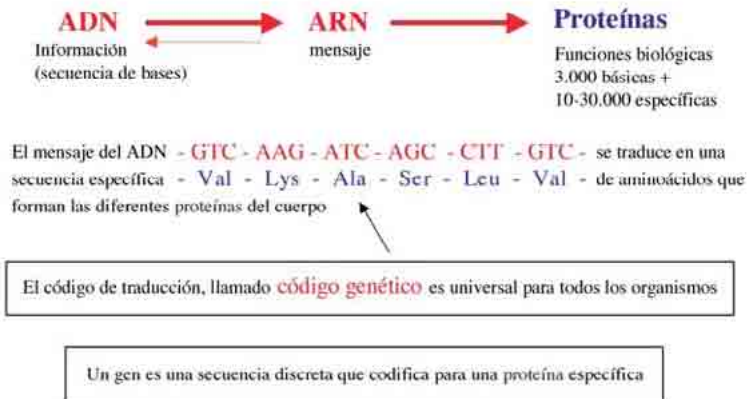 ADN ARN Proteínas
Información
(secuencia de bases)
mensaje
Funciones biológicas
3.000 básicas +
10-30.000 específicas
El mensaje del ADN - GTC - AAG - ATC - AGC - CTT - GTC - se traduce en una
secuencia específica - Val - Lys - Ala - Ser - Leu - Val - de aminoácidos que
forman las diferentes proteínas del cuerpo
El código de traducción, llamado código genético es universal para todos los organismos
Un gen es una secuencia discreta que codifica para una proteína específica